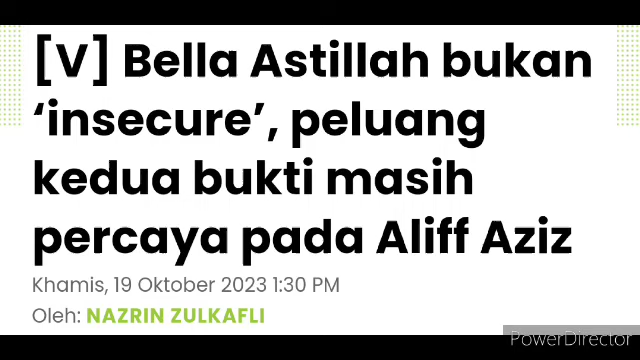 [V] Bella Astillah bukan
‘insecure’, peluang
kedua bukti masih
percaya pada Aliff Aziz
Khamis, 19 Oktober 2023 1:30 PM
Oleh: NAZRIN ZULKAFLI
PowerDirector